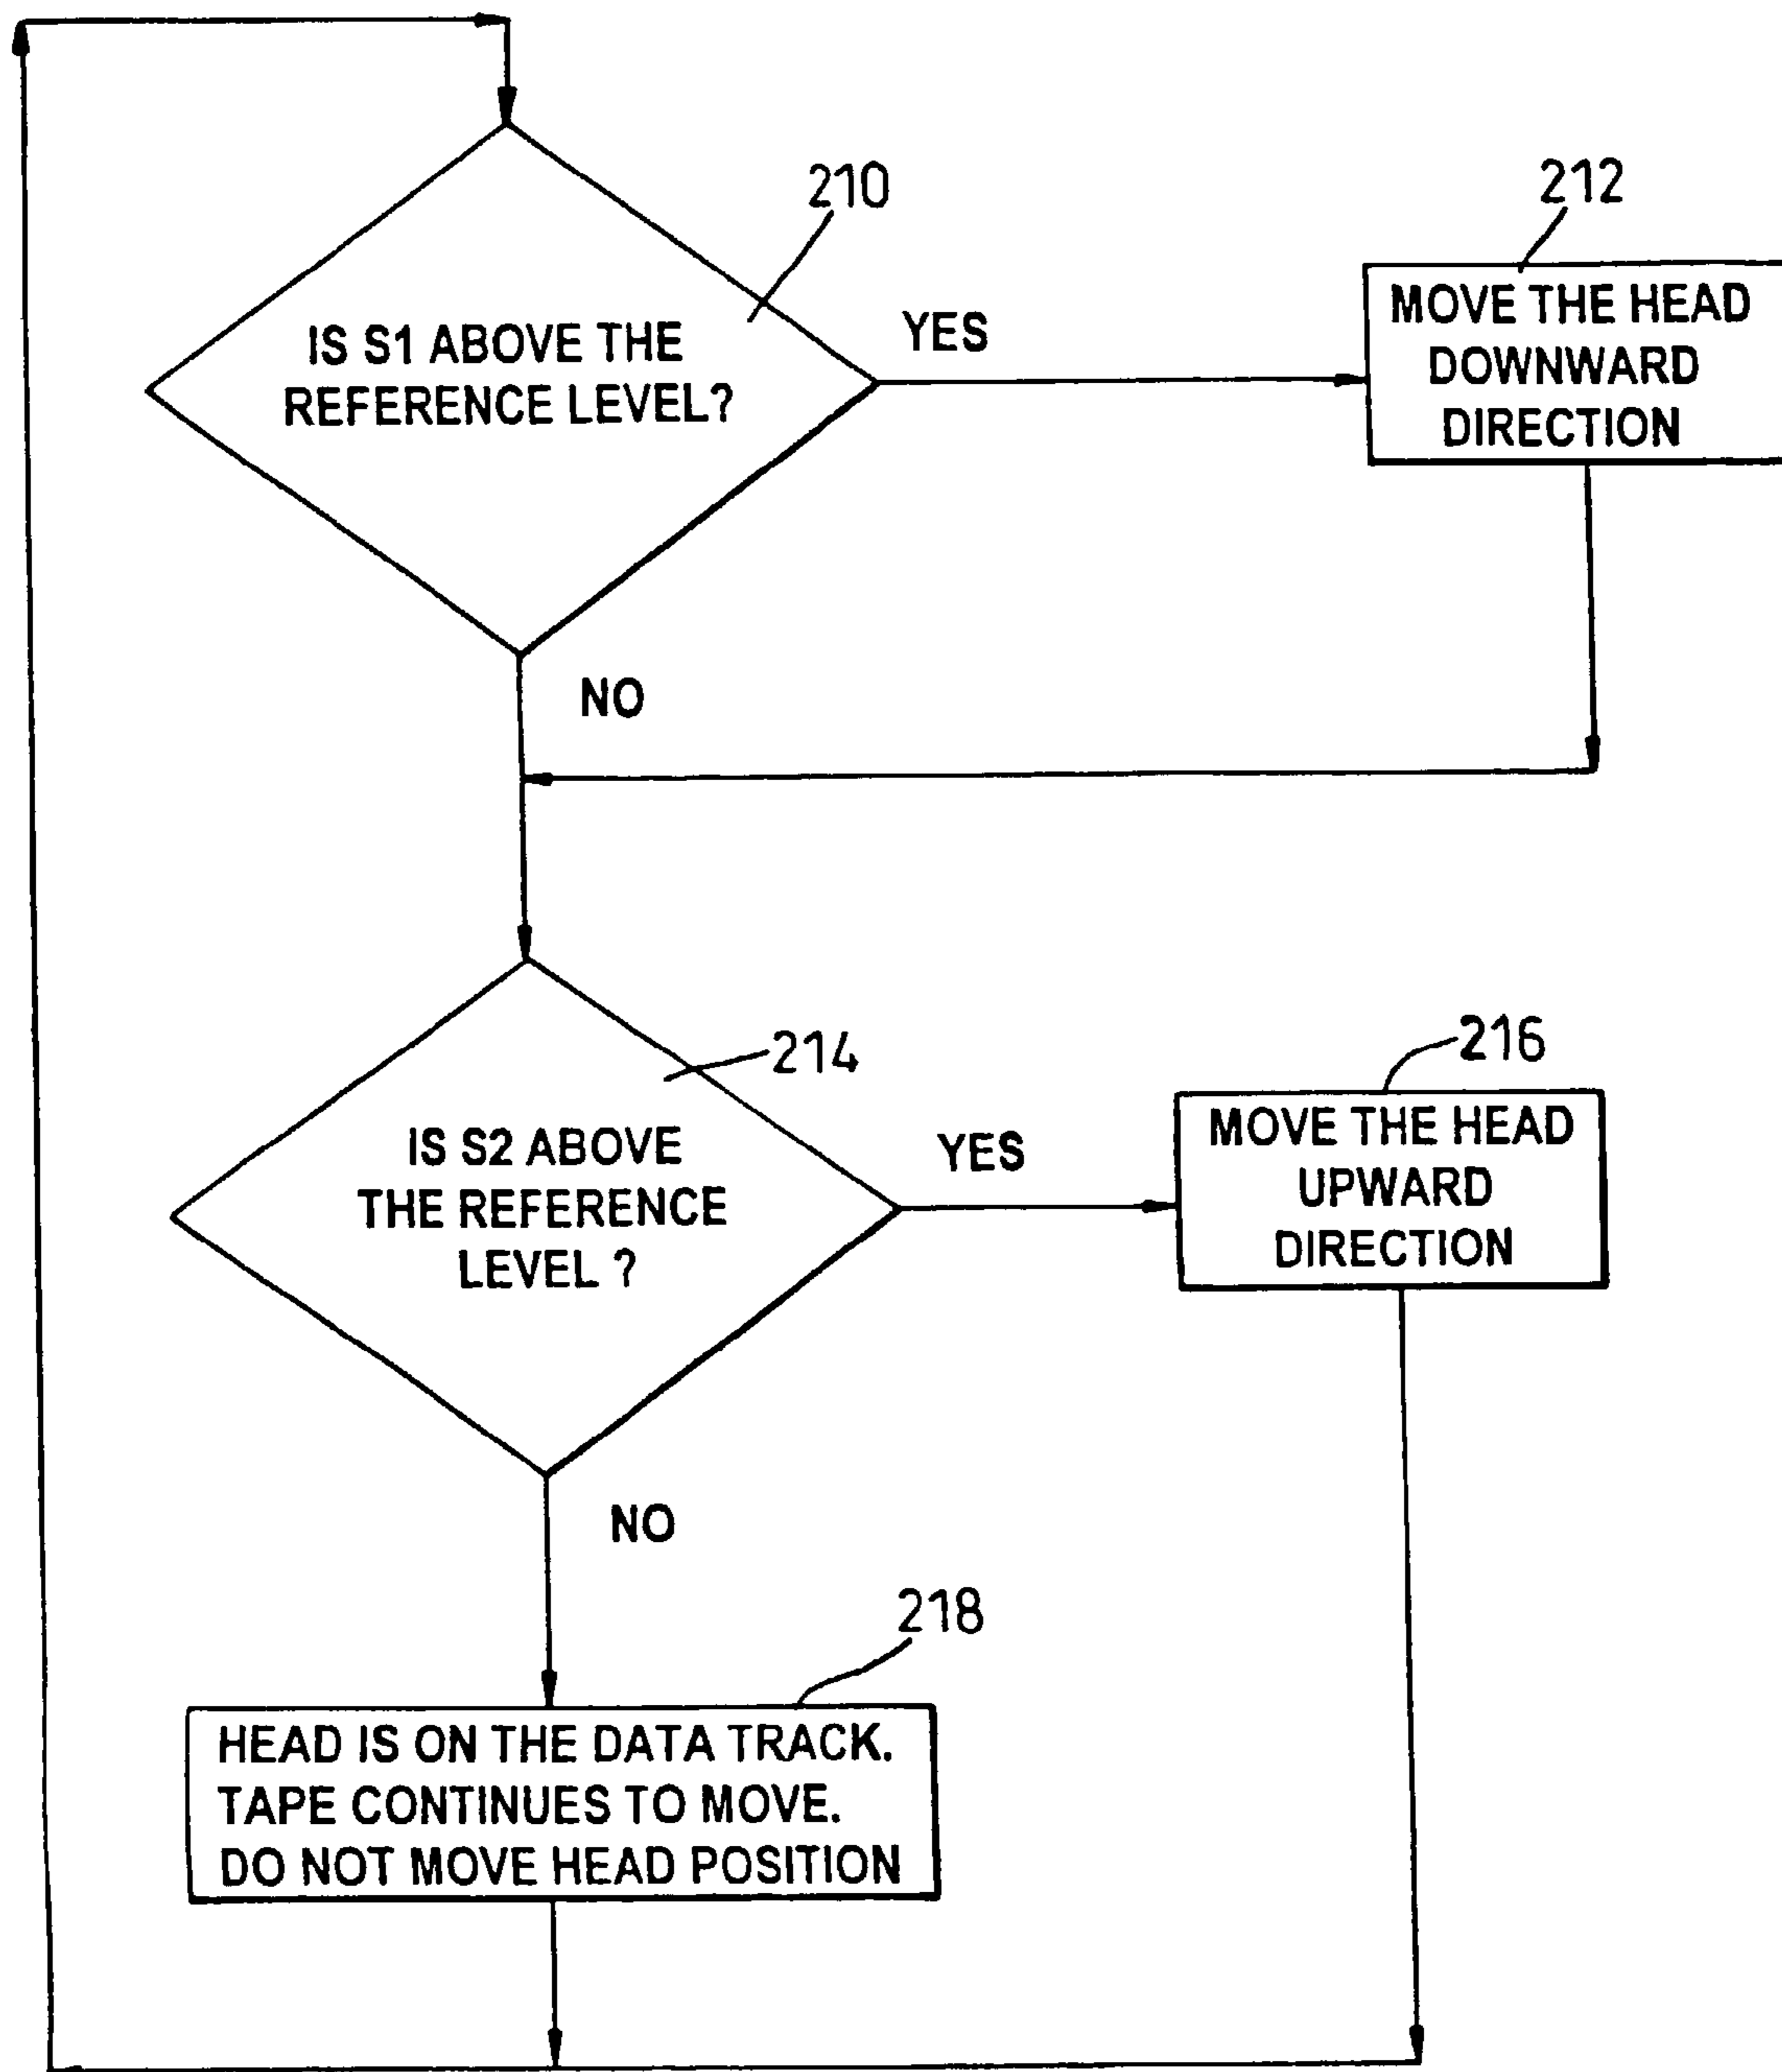 210
212
IS S1 ABOVE THE
REFERENCE LEVEL?
YES
MOVE THE HEAD
DOWNWARD
DIRECTION
NO
214
216
IS S2 ABOVE
THE REFERENCE
LEVEL ?
YES
MOVE THE HEAD
UPWARD
DIRECTION
NO
218
HEAD IS ON THE DATA TRACK.
TAPE CONTINUES TO MOVE.
DO NOT MOVE HEAD POSITION